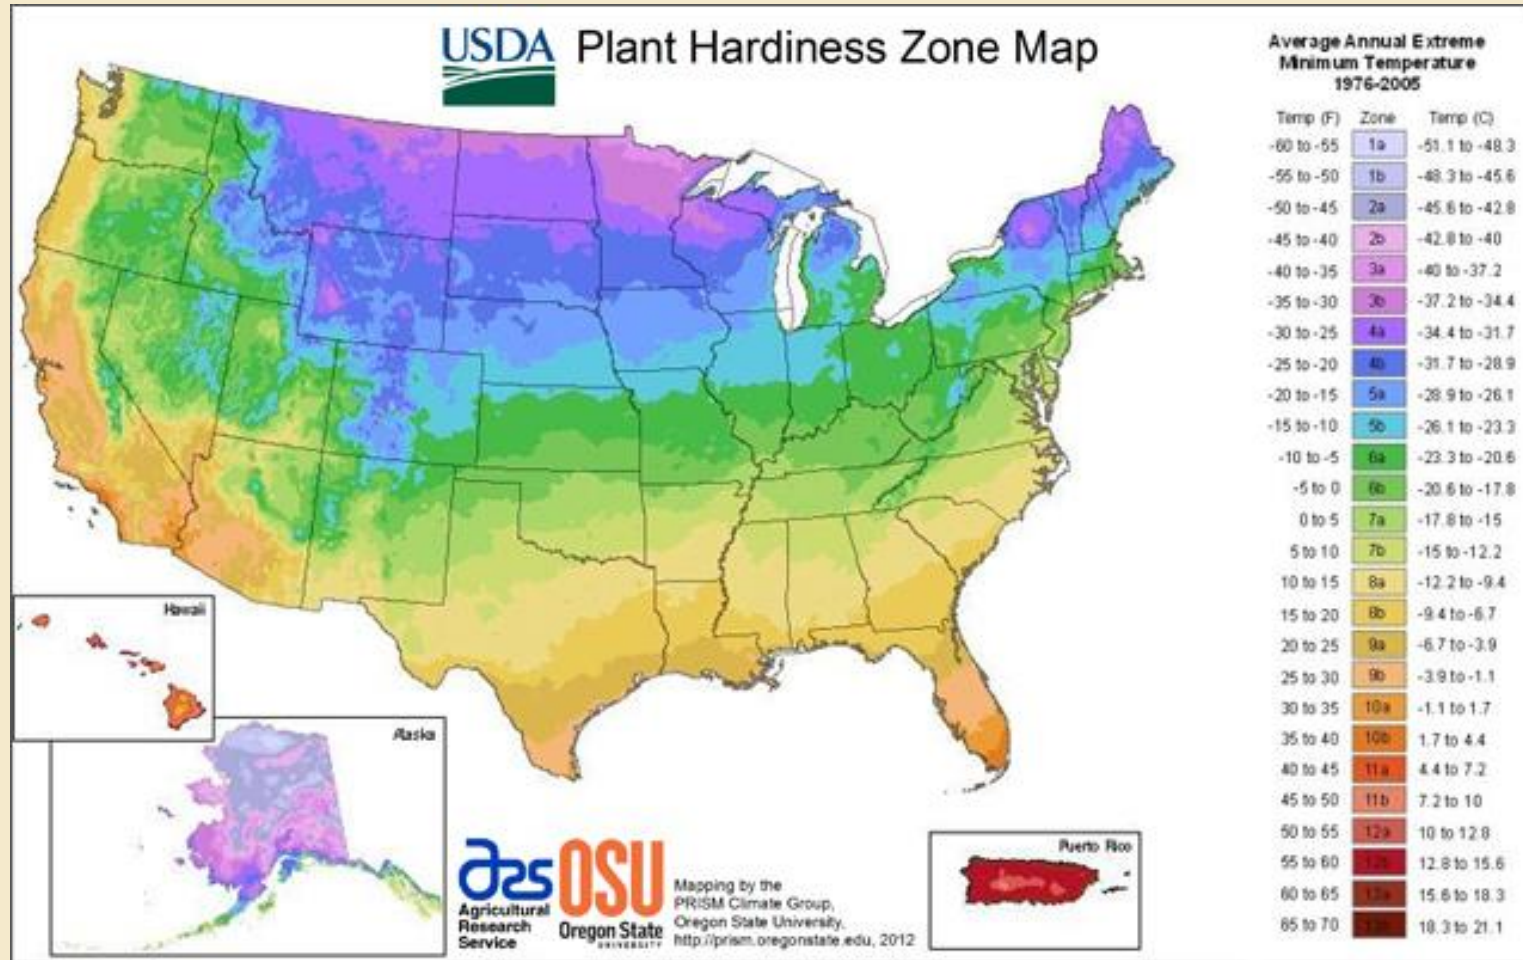 USDA Plant Hardiness Zone Map
Average Annual Extreme
Minimum Temperature
1976-2005
Temp (F) Zone Temp (C)
-60 to -55 1a -51.1 to -48.3
-55 to -50 1b -48.3 to -45.6
-50 to -45 2a -45.6 to -42.8
-45 to -40 2b -42.8 to -40
-40 to -35 3a -40 to -37.2
-35 to -30 3b -37.2 to -34.4
-30 to -25 4a -34.4 to -31.7
-25 to -20 4b -31.7 to -28.9
-20 to -15 5a -28.9 to -26.1
-15 to -10 5b -26.1 to -23.3
-10 to -5 6a -23.3 to -20.6
-5 to 0 6b -20.6 to -17.8
0 to 5 7a -17.8 to -15
5 to 10 7b -15 to -12.2
10 to 15 8a -12.2 to -9.4
15 to 20 8b -9.4 to -6.7
20 to 25 9a -6.7 to -3.9
25 to 30 9b -3.9 to -1.1
30 to 35 10a -1.1 to 1.7
35 to 40 10b 1.7 to 4.4
40 to 45 11a 4.4 to 7.2
45 to 50 11b 7.2 to 10
50 to 55 12a 10 to 12.8
55 to 60 12b 12.8 to 15.6
60 to 65 13a 15.6 to 18.3
65 to 70 13b 18.3 to 21.1
Hawaii
Alaska
Puerto Rico
ars
Agricultural
Research
Service
OSU
Oregon State
UNIVERSITY
Mapping by the
PRISM Climate Group,
Oregon State University,
http://prism.oregonstate.edu, 2012